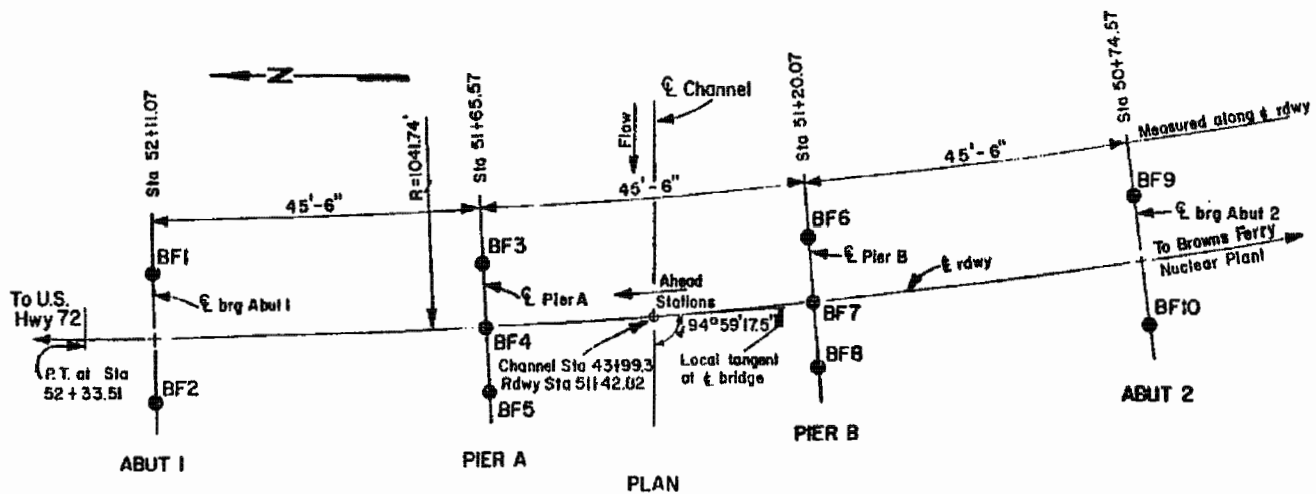 N
Sta 52+11.07
45'-6"
R=1041.74'
Sta 51+65.57
℄ Channel
Flow
45'-6"
Sta 51+20.07
45'-6"
Sta 50+74.57
Measured along ℄ rdwy
BF1
BF3
BF6
BF9
℄ brg Abut 1
℄ Pier A
℄ Pier B
℄ brg Abut 2
To U.S.
Hwy 72
Ahead
Stations
℄ rdwy
To Browns Ferry
Nuclear Plant
P.T. at Sta
52+33.51
BF2
BF4
BF5
Channel Sta 43+99.3
Rdwy Sta 51+42.82
94°59'17.5"
Local tangent
at ℄ bridge
BF7
BF8
BF10
ABUT 1
PIER A
PLAN
PIER B
ABUT 2